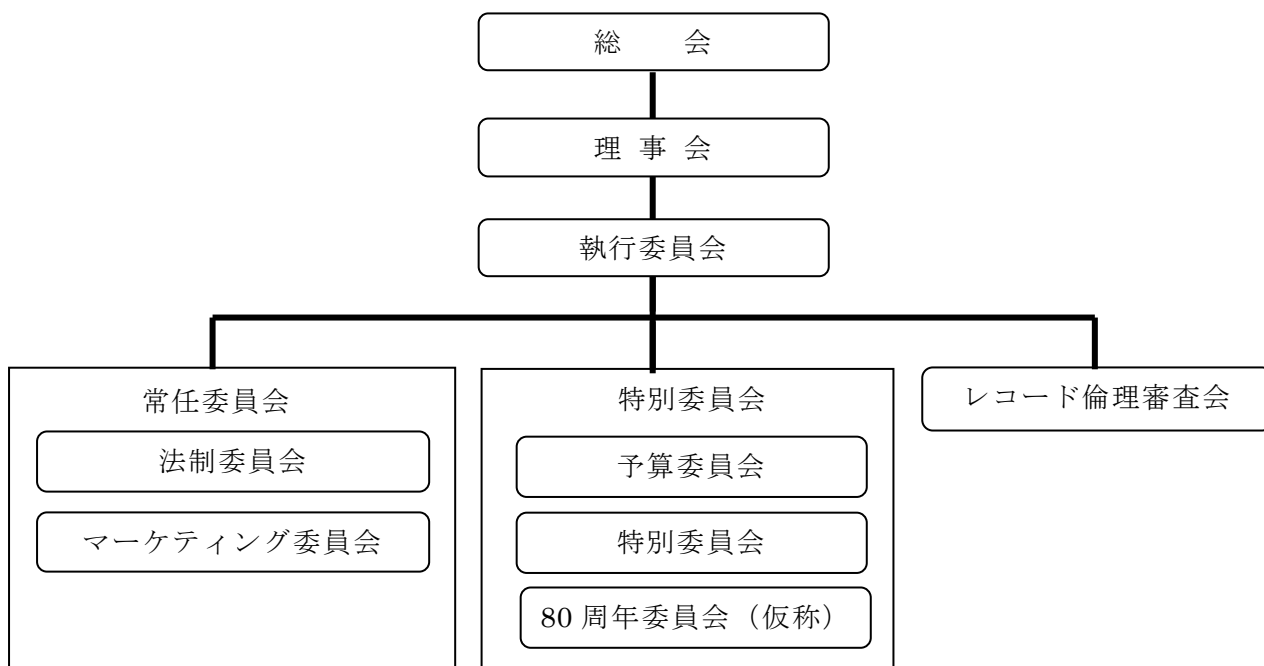 総　　会
理 事 会
執行委員会
常任委員会
法制委員会
マーケティング委員会
特別委員会
予算委員会
特別委員会
80 周年委員会（仮称）
レコード倫理審査会